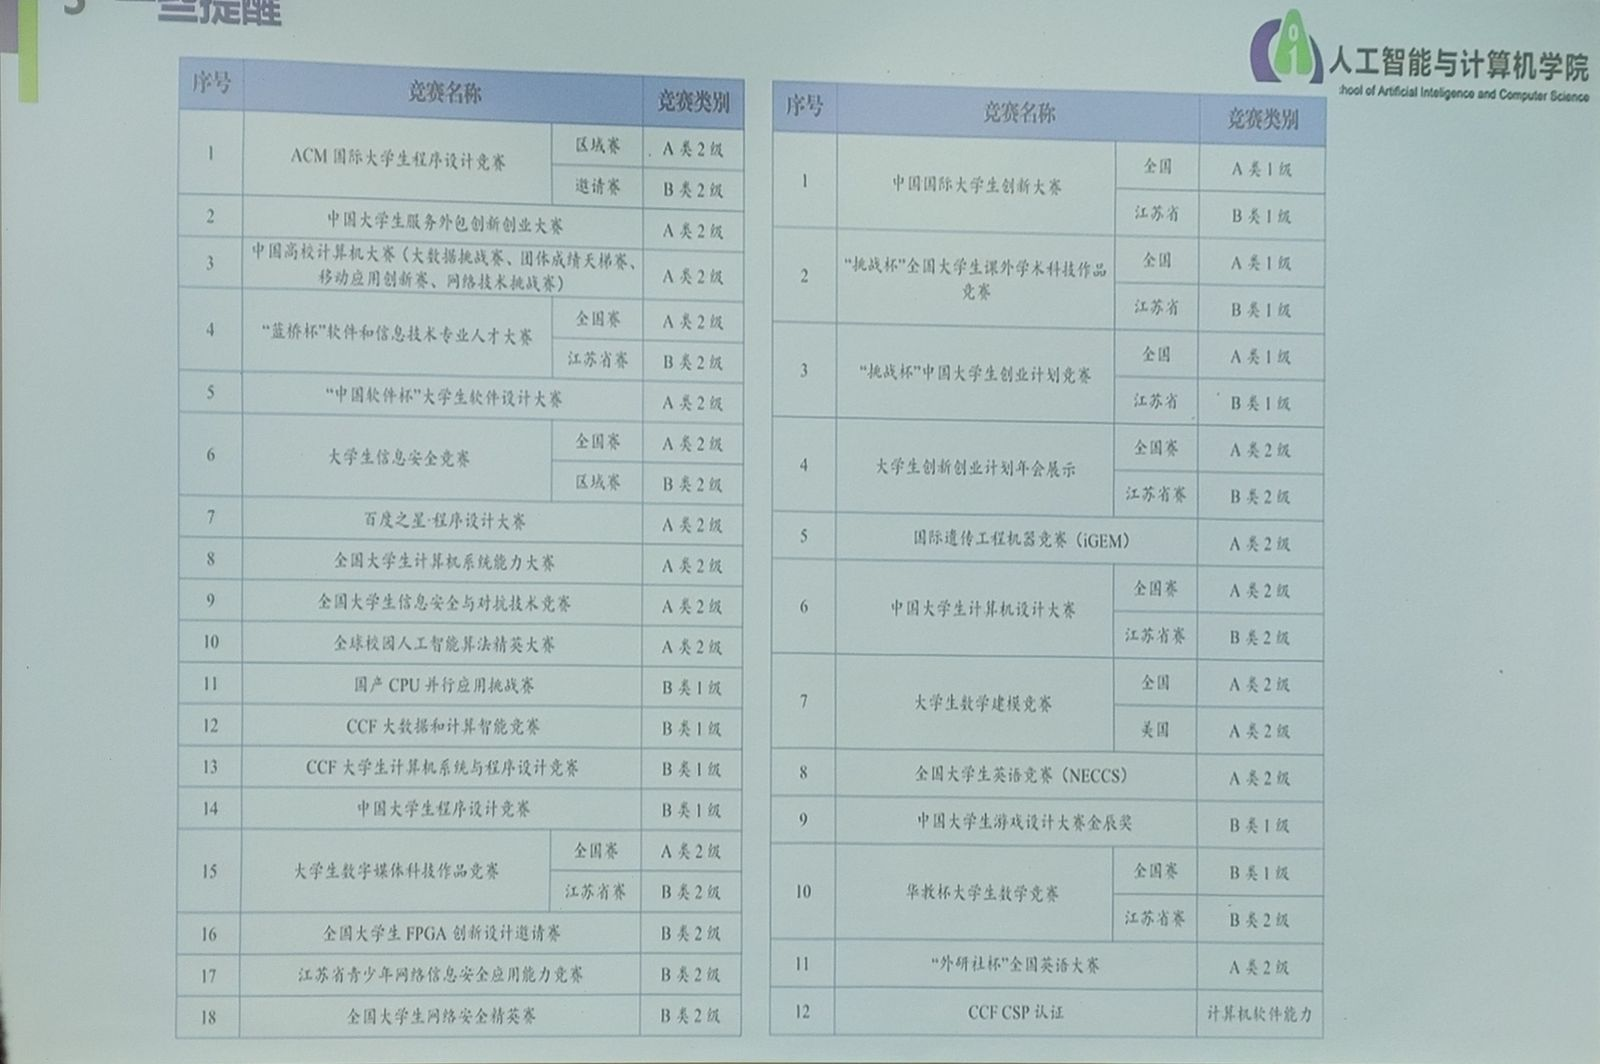 一些提醒
人工智能与计算机学院
hool of Artificial Inteligence and Computer Science
序号 竞赛名称 竞赛类别
1 ACM 国际大学生程序设计竞赛 区域赛 A 类 2 级
邀请赛 B 类 2 级
2 中国大学生服务外包创新创业大赛 A 类 2 级
3 中国高校计算机大赛（大数据挑战赛、团体成绩天梯赛、
移动应用创新赛、网络技术挑战赛） A 类 2 级
4 “蓝桥杯”软件和信息技术专业人才大赛 全国赛 A 类 2 级
江苏省赛 B 类 2 级
5 “中国软件杯”大学生软件设计大赛 A 类 2 级
6 大学生信息安全竞赛 全国赛 A 类 2 级
区域赛 B 类 2 级
7 百度之星·程序设计大赛 A 类 2 级
8 全国大学生计算机系统能力大赛 A 类 2 级
9 全国大学生信息安全与对抗技术竞赛 A 类 2 级
10 全球校园人工智能算法精英大赛 A 类 2 级
11 国产 CPU 并行应用挑战赛 B 类 1 级
12 CCF 大数据和计算智能竞赛 B 类 1 级
13 CCF 大学生计算机系统与程序设计竞赛 B 类 1 级
14 中国大学生程序设计竞赛 B 类 1 级
15 大学生数字媒体科技作品竞赛 全国赛 A 类 2 级
江苏省赛 B 类 2 级
16 全国大学生 FPGA 创新设计邀请赛 B 类 2 级
17 江苏省青少年网络信息安全应用能力竞赛 B 类 2 级
18 全国大学生网络安全精英赛 B 类 2 级
序号 竞赛名称 竞赛类别
1 中国国际大学生创新大赛 全国 A 类 1 级
江苏省 B 类 1 级
2 “挑战杯”全国大学生课外学术科技作品
竞赛 全国 A 类 1 级
江苏省 B 类 1 级
3 “挑战杯”中国大学生创业计划竞赛 全国 A 类 1 级
江苏省 B 类 1 级
4 大学生创新创业计划年会展示 全国赛 A 类 2 级
江苏省赛 B 类 2 级
5 国际遗传工程机器竞赛（iGEM） A 类 2 级
6 中国大学生计算机设计大赛 全国赛 A 类 2 级
江苏省赛 B 类 2 级
7 大学生数学建模竞赛 全国 A 类 2 级
美国 A 类 2 级
8 全国大学生英语竞赛（NECCS） A 类 2 级
9 中国大学生游戏设计大赛金辰奖 B 类 1 级
10 华教杯大学生数学竞赛 全国赛 B 类 1 级
江苏省赛 B 类 2 级
11 “外研社杯”全国英语大赛 A 类 2 级
12 CCF CSP 认证 计算机软件能力